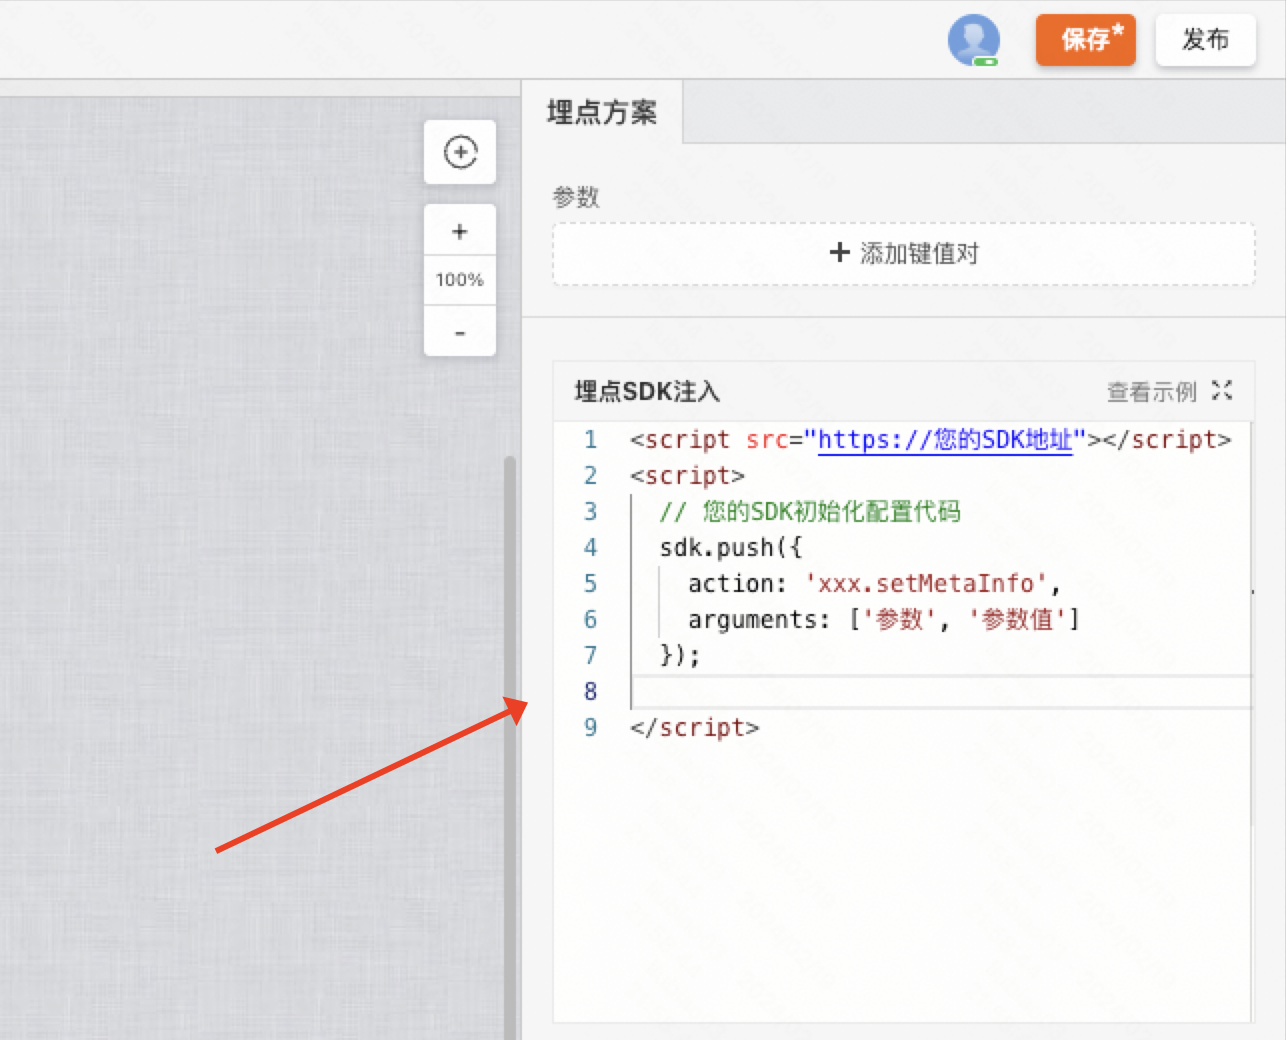 保存*
发布
埋点方案
+
100%
-
参数
+ 添加键值对
埋点SDK注入
查看示例
1 <script src="https://您的SDK地址"></script>
2 <script>
3 // 您的SDK初始化配置代码
4 sdk.push({
5 action: 'xxx.setMetaInfo',
6 arguments: ['参数', '参数值']
7 });
8
9 </script>